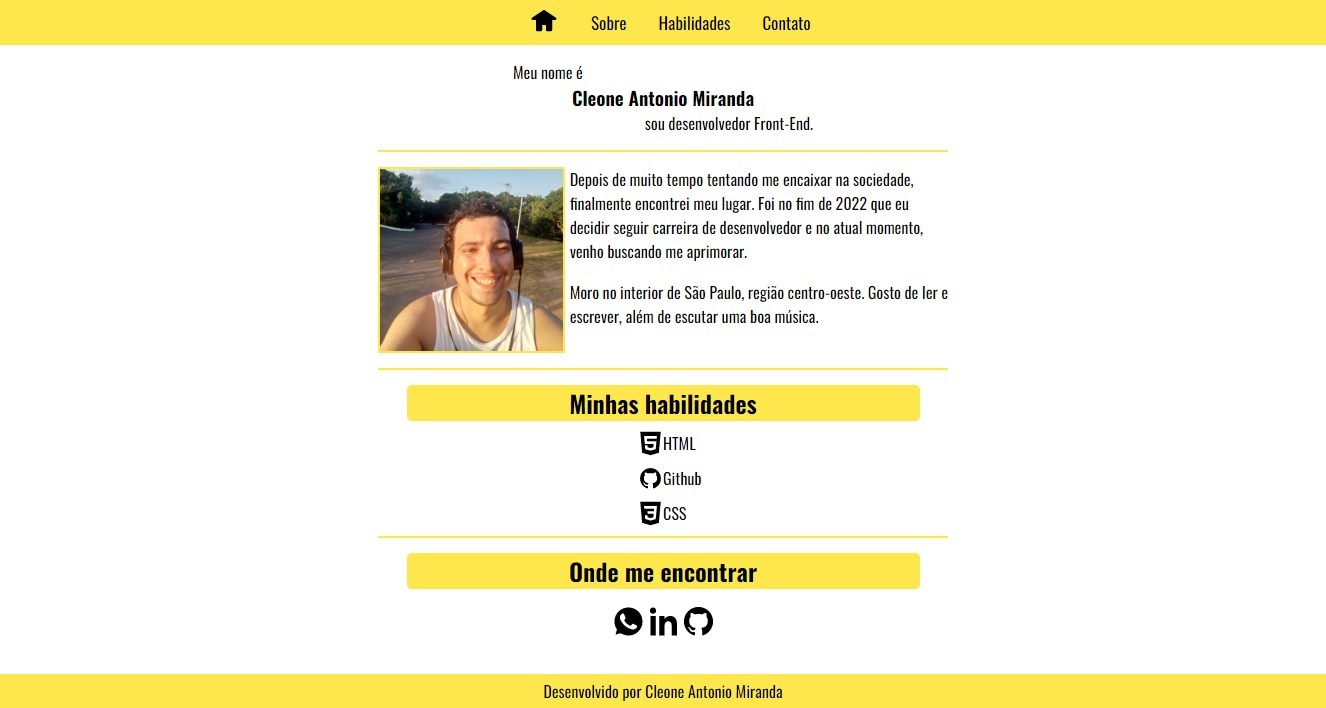 Sobre Habilidades Contato
Meu nome é
Cleone Antonio Miranda
sou desenvolvedor Front-End.
Depois de muito tempo tentando me encaixar na sociedade,
finalmente encontrei meu lugar. Foi no fim de 2022 que eu
decidir seguir carreira de desenvolvedor e no atual momento,
venho buscando me aprimorar.
Moro no interior de São Paulo, região centro-oeste. Gosto de ler e
escrever, além de escutar uma boa música.
Minhas habilidades
HTML
Github
CSS
Onde me encontrar
Desenvolvido por Cleone Antonio Miranda